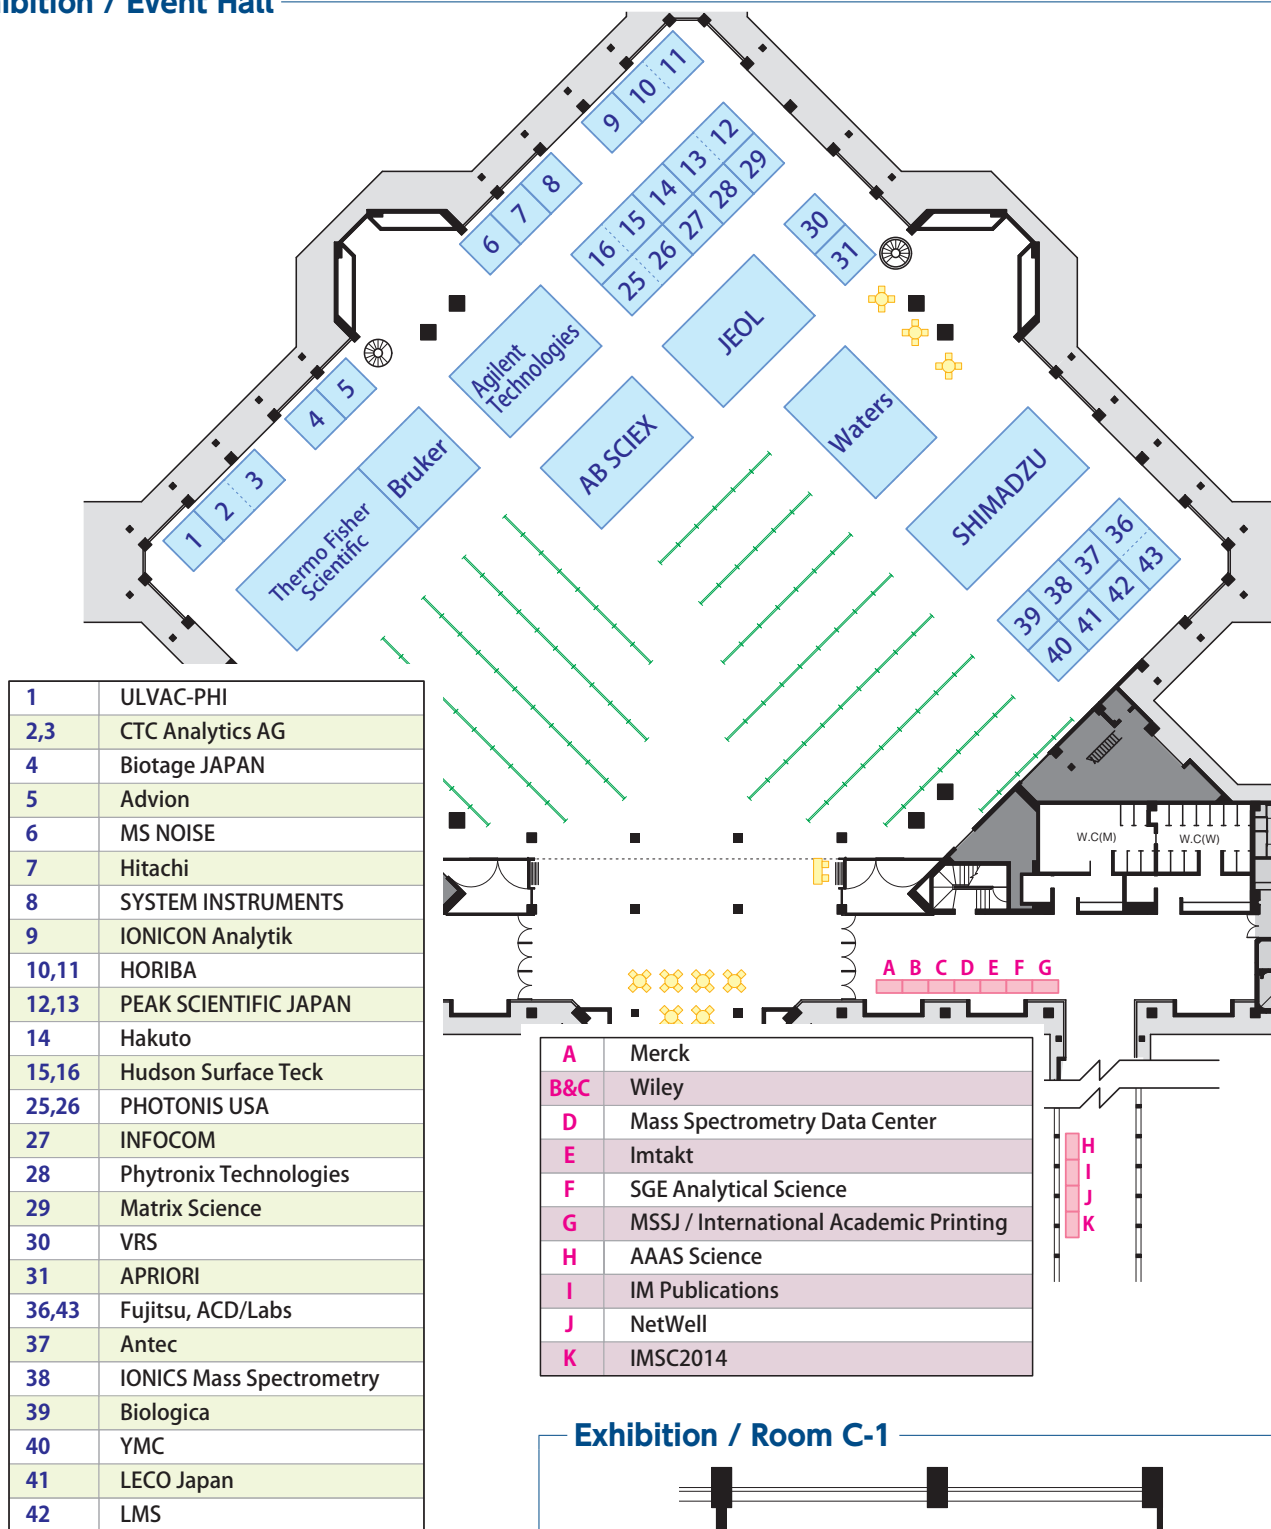 Exhibition / Event Hall
11
10
9
12
13
29
14
28
15
27
16
26
25
8
7
6
30
31
JEOL
Agilent
Technologies
5
4
Waters
AB SCIEX
Bruker
Thermo Fisher
Scientific
3
2
1
SHIMADZU
36
37
43
38
42
39
41
40
W.C(M)
W.C(W)
A B C D E F G
H
I
J
K
1 ULVAC-PHI
2,3 CTC Analytics AG
4 Biotage JAPAN
5 Advion
6 MS NOISE
7 Hitachi
8 SYSTEM INSTRUMENTS
9 IONICON Analytik
10,11 HORIBA
12,13 PEAK SCIENTIFIC JAPAN
14 Hakuto
15,16 Hudson Surface Teck
25,26 PHOTONIS USA
27 INFOCOM
28 Phytronix Technologies
29 Matrix Science
30 VRS
31 APRIORI
36,43 Fujitsu, ACD/Labs
37 Antec
38 IONICS Mass Spectrometry
39 Biologica
40 YMC
41 LECO Japan
42 LMS
A Merck
B&C Wiley
D Mass Spectrometry Data Center
E Imtakt
F SGE Analytical Science
G MSSJ / International Academic Printing
H AAAS Science
I IM Publications
J NetWell
K IMSC2014
Exhibition / Room C-1